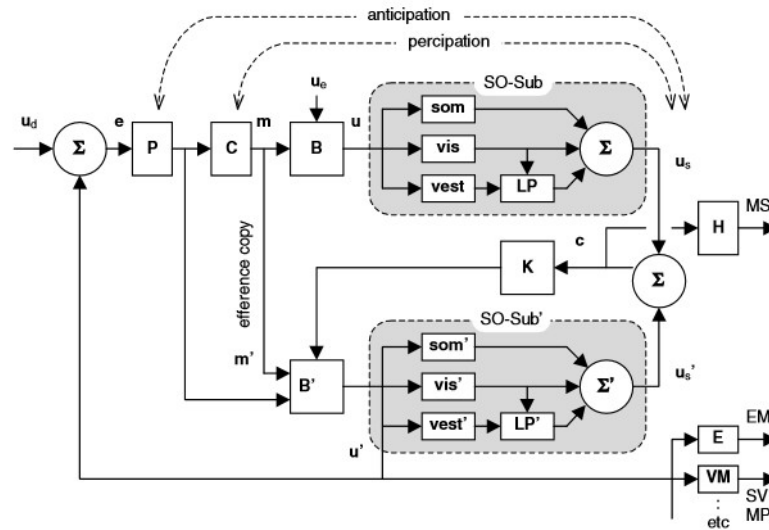 anticipation
percipation
SO-Sub
u_e
u_d
e
m
u
som
Σ
P
C
B
vis
Σ
vest
LP
u_s
MS
H
c
K
Σ
efference copy
SO-Sub'
m'
som'
B'
vis'
Σ'
u_s'
vest'
LP'
u'
EM
E
VM
SV
MP
⋮
etc